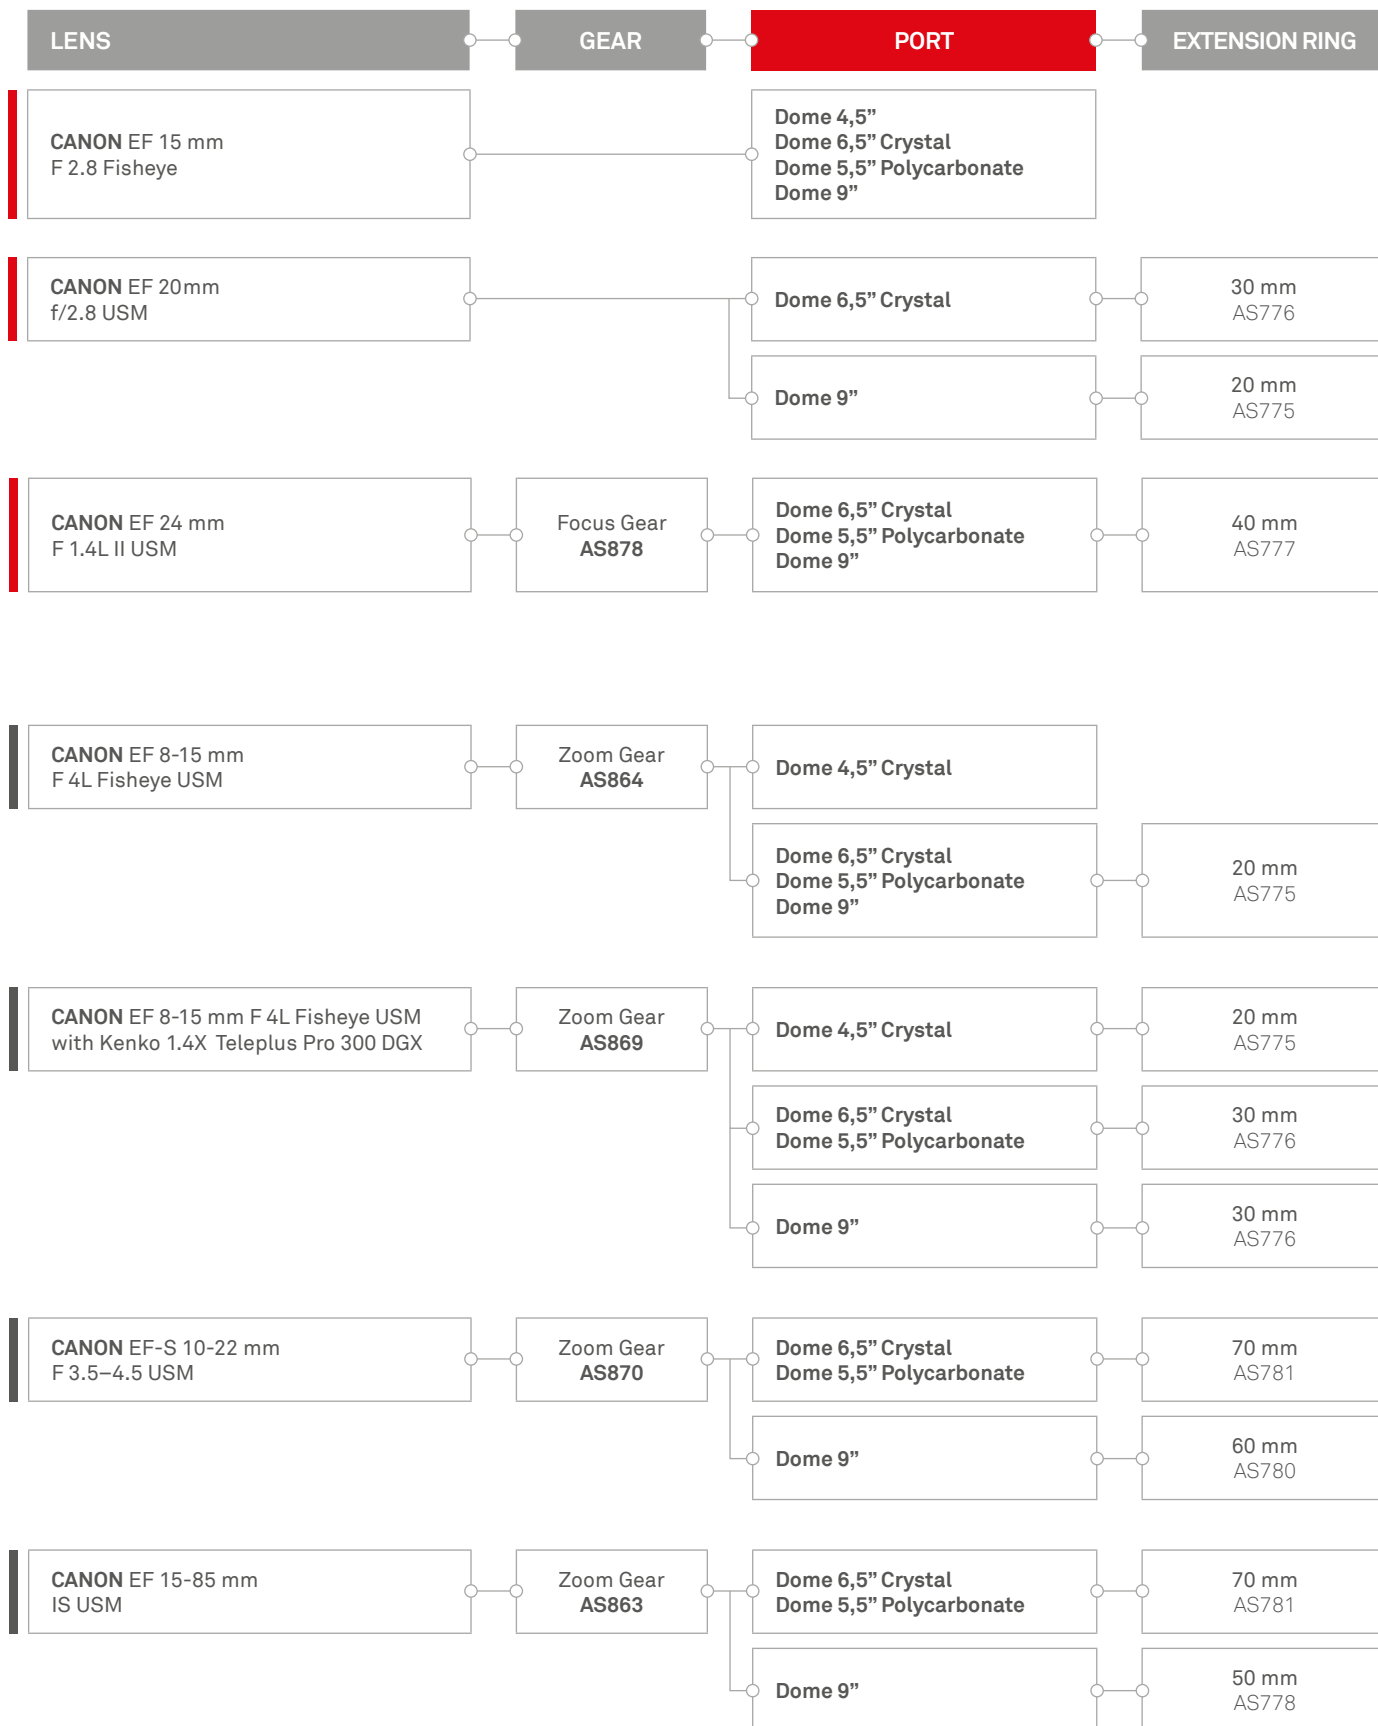 LENS GEAR PORT EXTENSION RING
CANON EF 15 mm
F 2.8 Fisheye
Dome 4,5”
Dome 6,5” Crystal
Dome 5,5” Polycarbonate
Dome 9”
CANON EF 20mm
f/2.8 USM
Dome 6,5” Crystal
30 mm
AS776
Dome 9”
20 mm
AS775
CANON EF 24 mm
F 1.4L II USM
Focus Gear
AS878
Dome 6,5” Crystal
Dome 5,5” Polycarbonate
Dome 9”
40 mm
AS777
CANON EF 8-15 mm
F 4L Fisheye USM
Zoom Gear
AS864
Dome 4,5” Crystal
Dome 6,5” Crystal
Dome 5,5” Polycarbonate
Dome 9”
20 mm
AS775
CANON EF 8-15 mm F 4L Fisheye USM
with Kenko 1.4X Teleplus Pro 300 DGX
Zoom Gear
AS869
Dome 4,5” Crystal
20 mm
AS775
Dome 6,5” Crystal
Dome 5,5” Polycarbonate
30 mm
AS776
Dome 9”
30 mm
AS776
CANON EF-S 10-22 mm
F 3.5–4.5 USM
Zoom Gear
AS870
Dome 6,5” Crystal
Dome 5,5” Polycarbonate
70 mm
AS781
Dome 9”
60 mm
AS780
CANON EF 15-85 mm
IS USM
Zoom Gear
AS863
Dome 6,5” Crystal
Dome 5,5” Polycarbonate
70 mm
AS781
Dome 9”
50 mm
AS778